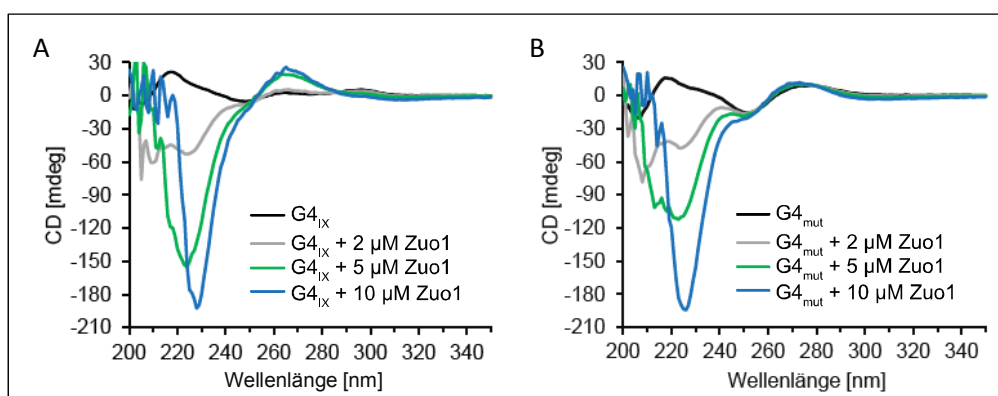 A
CD [mdeg]
30
0
-30
-60
-90
-120
-150
-180
-210
G4IX
G4IX + 2 µM Zuo1
G4IX + 5 µM Zuo1
G4IX + 10 µM Zuo1
200 220 240 260 280 300 320 340
Wellenlänge [nm]
B
CD [mdeg]
30
0
-30
-60
-90
-120
-150
-180
-210
G4mut
G4mut + 2 µM Zuo1
G4mut + 5 µM Zuo1
G4mut + 10 µM Zuo1
200 220 240 260 280 300 320 340
Wellenlänge [nm]